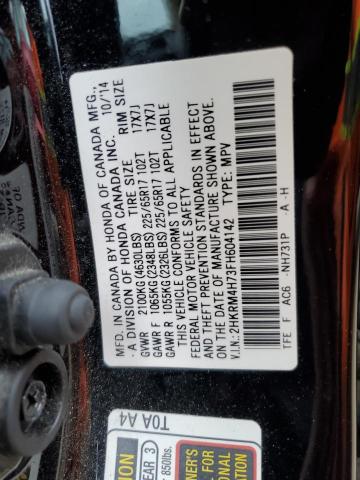 MFD. IN CANADA BY HONDA OF CANADA MFG.,
- A DIVISION OF HONDA CANADA INC. 10/'14
TIRE SIZE RIM SIZE
GVWR 2100KG(4630LBS)
GAWR F 1065KG(2348LBS) 225/65R17 102T 17X7J
GAWR R 1055KG(2326LBS) 225/65R17 102T 17X7J
THIS VEHICLE CONFORMS TO ALL APPLICABLE
FEDERAL MOTOR VEHICLE SAFETY
AND THEFT PREVENTION STANDARDS IN EFFECT
ON THE DATE OF MANUFACTURE SHOWN ABOVE.
V.I.N: 2HKRM4H73FH604142 TYPE: MPV
TFE F AC6 -NH731P - A -H
T0A A4
EAR 3
850lbs.